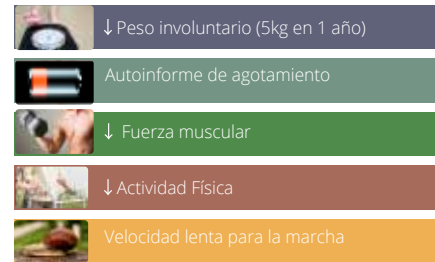 ↓Peso involuntario (5kg en 1 año)
Autoinforme de agotamiento
↓ Fuerza muscular
↓Actividad Física
Velocidad lenta para la marcha